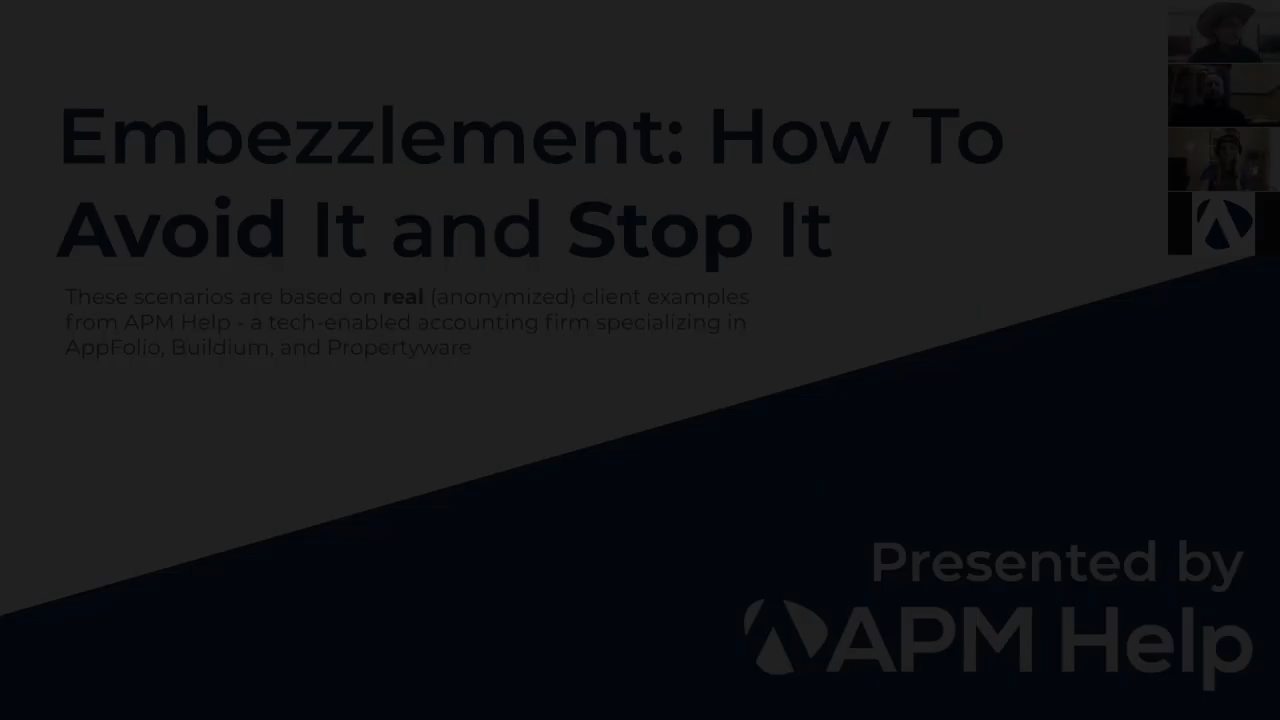 Embezzlement: How To
Avoid It and Stop It
These scenarios are based on real (anonymized) client examples
from APM Help - a tech-enabled accounting firm specializing in
AppFolio, Buildium, and Propertyware
Presented by
APM Help